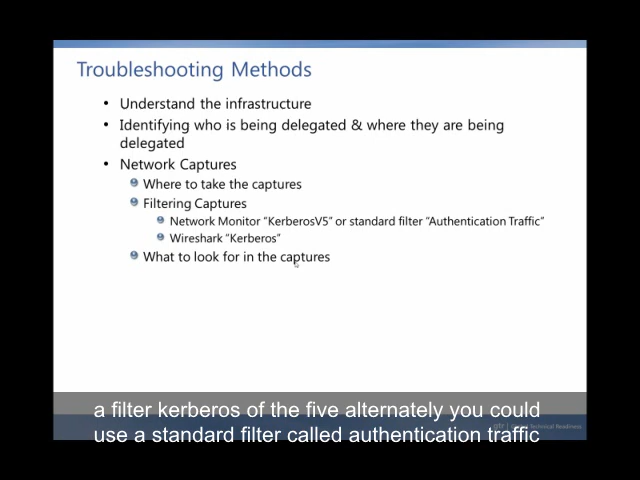 Troubleshooting Methods
• Understand the infrastructure
• Identifying who is being delegated & where they are being
delegated
• Network Captures
Where to take the captures
Filtering Captures
Network Monitor "KerberosV5" or standard filter "Authentication Traffic"
Wireshark "Kerberos"
What to look for in the captures
a filter kerberos of the five alternately you could
use a standard filter called authentication traffic
Technical Readiness